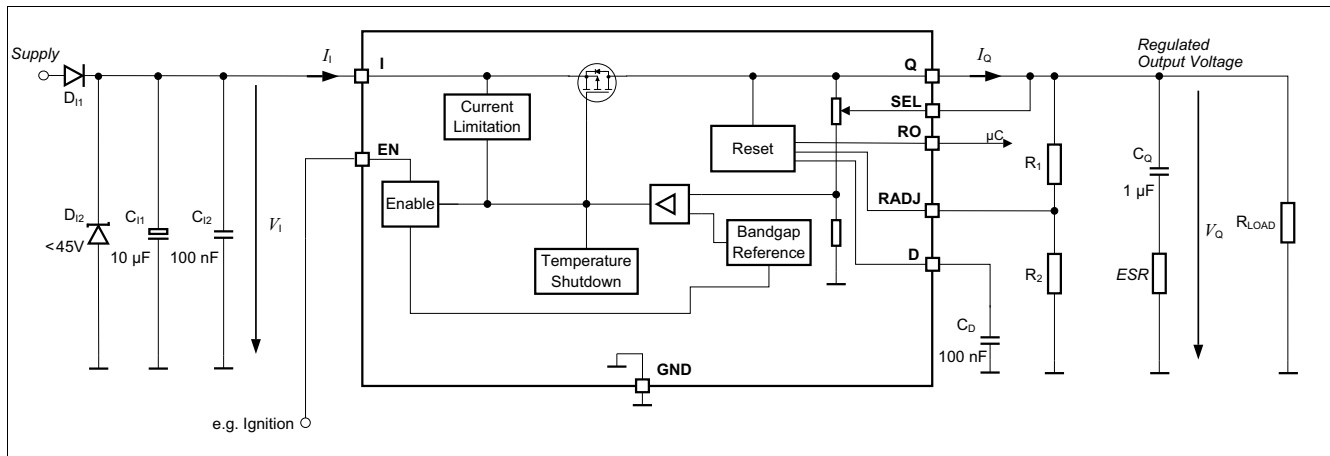 Supply
D_I1
D_I2
<45V
C_I1
10 µF
C_I2
100 nF
V_I
I_I
I
EN
e.g. Ignition
Current
Limitation
Enable
Temperature
Shutdown
Bandgap
Reference
Reset
GND
Q
SEL
RO
RADJ
D
I_Q
µC
C_D
100 nF
R_1
R_2
Regulated
Output Voltage
C_Q
1 µF
ESR
V_Q
R_LOAD